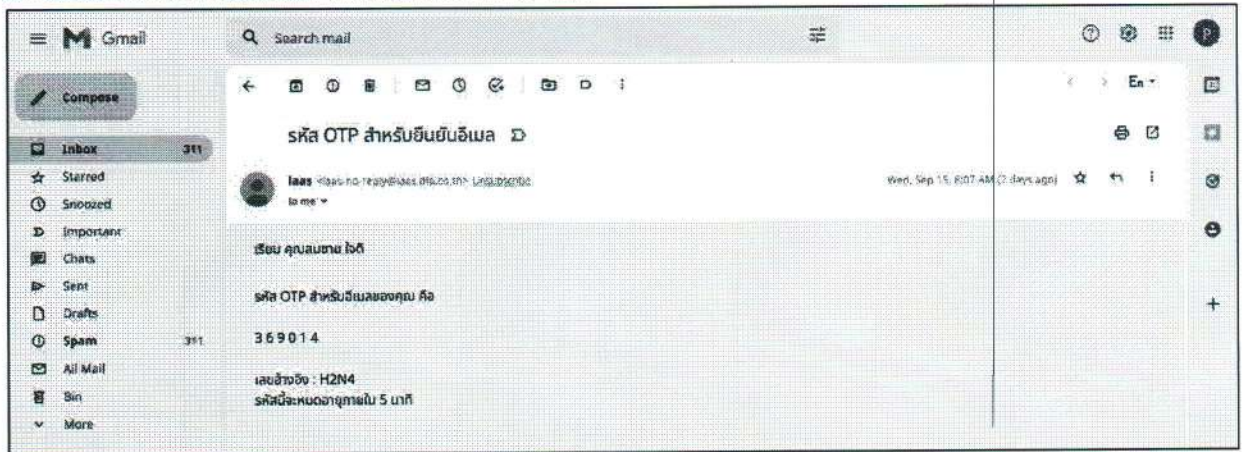 Gmail
Search mail
Compose
En
รหัส OTP สำหรับยืนยันอีเมล
Inbox 311
Starred
laas Unsubscribe
Wed, Sep 15, 8:07 AM (2 days ago)
to me
Snoozed
Important
Chats
Sent
Drafts
Spam 311
All Mail
Bin
More
เรียน คุณสมชาย ใจดี
รหัส OTP สำหรับอีเมลของคุณ คือ
369014
เลขอ้างอิง : H2N4
รหัสนี้จะหมดอายุภายใน 5 นาที
P